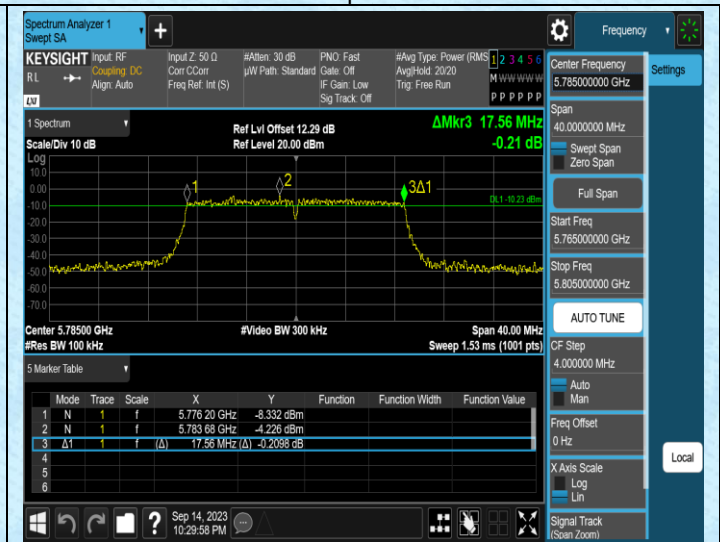 Spectrum Analyzer 1
Swept SA
+
Frequency
KEYSIGHT
RL
LXI
Input: RF
Coupling: DC
Align: Auto
Input Z: 50 Ω
Corr CCorr
Freq Ref: Int (S)
#Atten: 30 dB
µW Path: Standard
PNO: Fast
Gate: Off
IF Gain: Low
Sig Track: Off
#Avg Type: Power (RMS
Avg|Hold: 20/20
Trig: Free Run
1 2 3 4 5 6
M W W W W W
P P P P P P
Center Frequency
5.785000000 GHz
Settings
Span
40.0000000 MHz
Swept Span
Zero Span
Full Span
Start Freq
5.765000000 GHz
Stop Freq
5.805000000 GHz
AUTO TUNE
CF Step
4.000000 MHz
Auto
Man
Freq Offset
0 Hz
X Axis Scale
Log
Lin
Signal Track
(Span Zoom)
Local
1 Spectrum
Scale/Div 10 dB
Ref Lvl Offset 12.29 dB
Ref Level 20.00 dBm
ΔMkr3 17.56 MHz
-0.21 dB
Log
10.0
0.00
-10.0
-20.0
-30.0
-40.0
-50.0
-60.0
-70.0
1
2
3Δ1
DL1 -10.23 dBm
Center 5.78500 GHz
#Video BW 300 kHz
Span 40.00 MHz
#Res BW 100 kHz
Sweep 1.53 ms (1001 pts)
5 Marker Table
Mode Trace Scale X Y Function Function Width Function Value
1 N 1 f 5.776 20 GHz -8.332 dBm
2 N 1 f 5.783 68 GHz -4.226 dBm
3 Δ1 1 f (Δ) 17.56 MHz (Δ) -0.2098 dB
4
5
6
?
Sep 14, 2023
10:29:58 PM